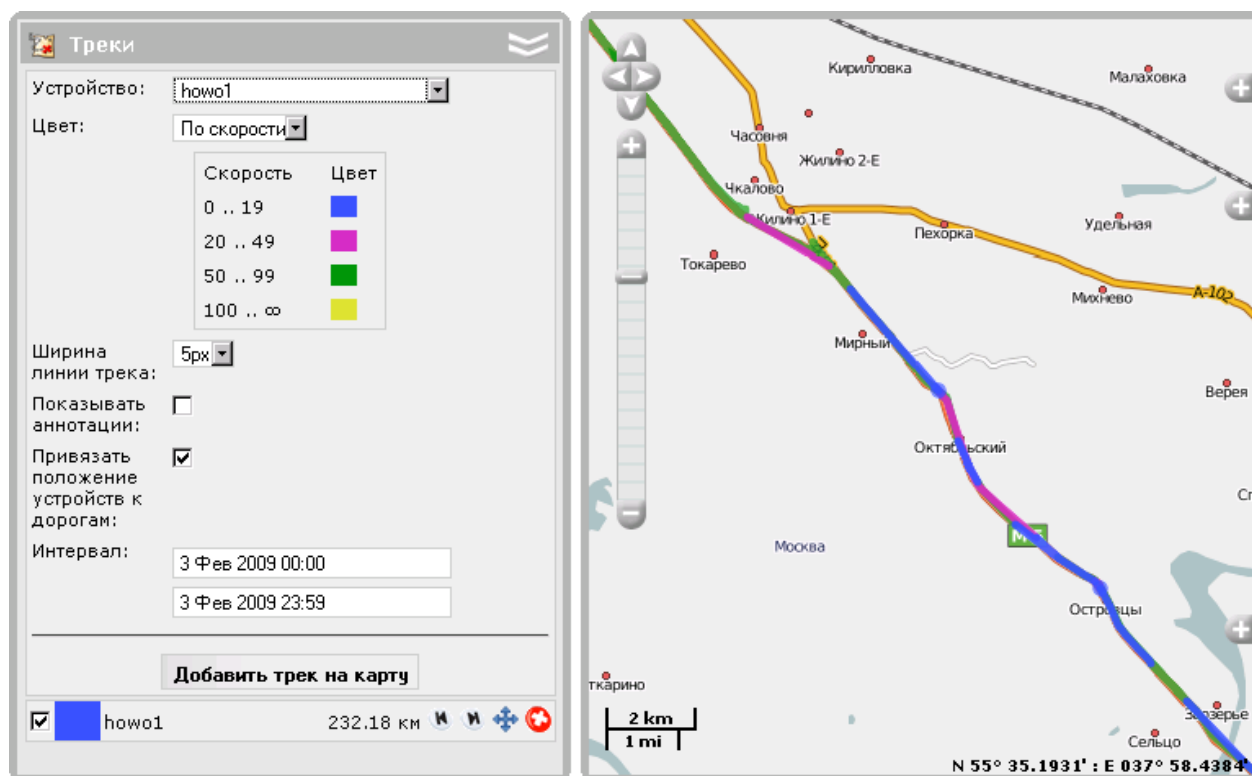 Треки
Устройство: howo1
Цвет: По скорости
Скорость Цвет
0 .. 19
20 .. 49
50 .. 99
100 .. ∞
Ширина
линии трека: 5px
Показывать
аннотации:
Привязать
положение
устройств к
дорогам:
Интервал:
3 Фев 2009 00:00
3 Фев 2009 23:59
Добавить трек на карту
howo1 232.18 км
Кирилловка
Малаховка
Часовня
Жилино 2-Е
Чкалово
Жилино 1-Е
Удельная
Пехорка
Токарево
Михнево
А-102
Мирный
Верея
Октябрьский
Москва
Островцы
ткарино
Заозерье
Сельцо
2 km
1 mi
N 55° 35.1931' : E 037° 58.4384'